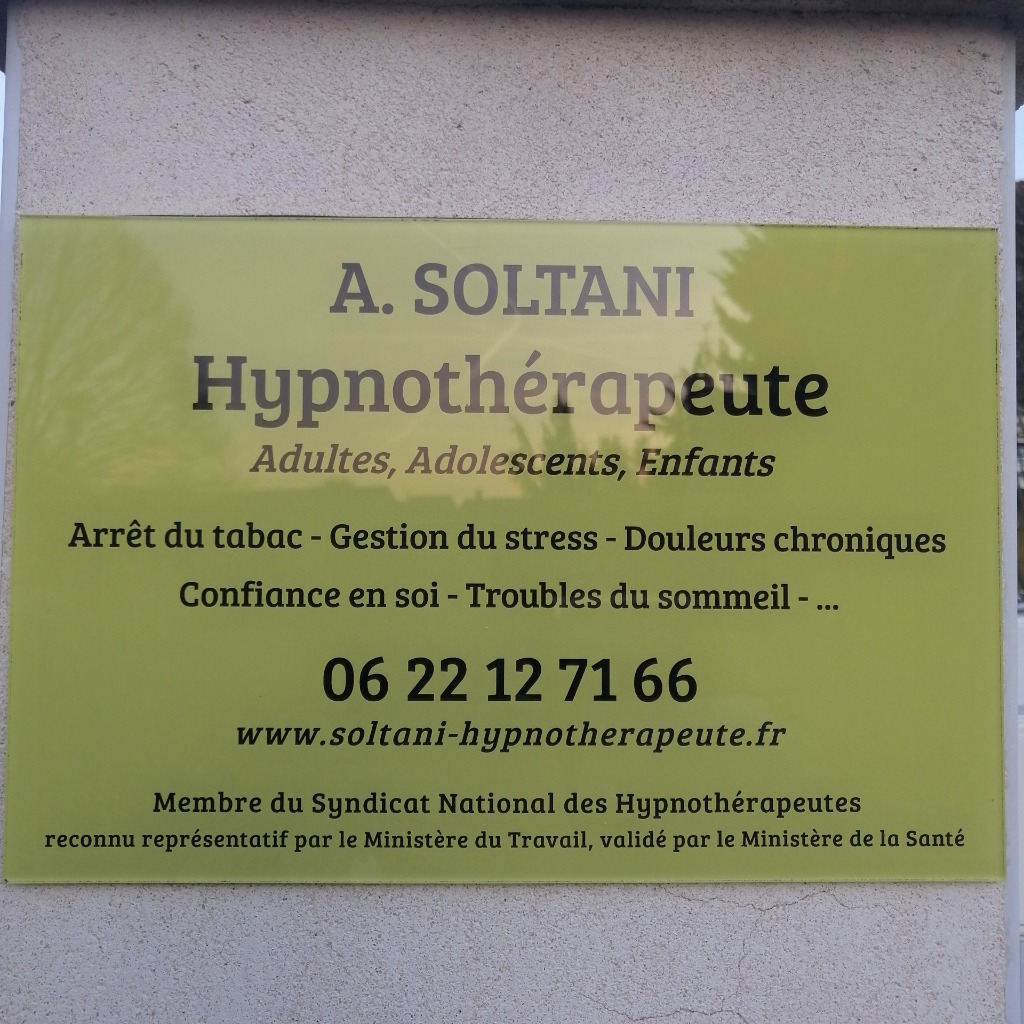 A. SOLTANI
Hypnothérapeute
Adultes, Adolescents, Enfants
Arrêt du tabac - Gestion du stress - Douleurs chroniques
Confiance en soi - Troubles du sommeil - ...
06 22 12 71 66
www.soltani-hypnotherapeute.fr
Membre du Syndicat National des Hypnothérapeutes
reconnu représentatif par le Ministère du Travail, validé par le Ministère de la Santé